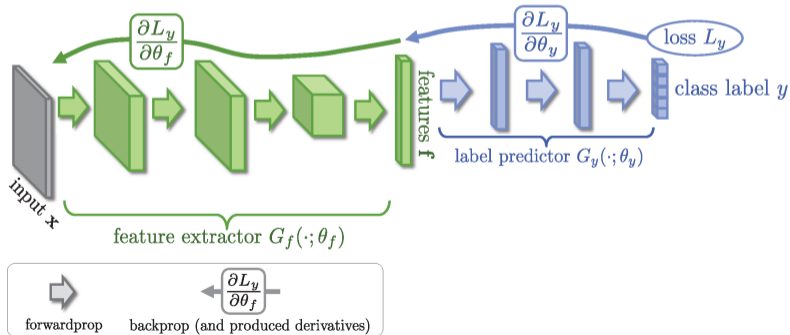 ∂L_y/∂θ_f
∂L_y/∂θ_y
loss L_y
input x
features f
class label y
label predictor G_y(·;θ_y)
feature extractor G_f(·;θ_f)
∂L_y/∂θ_f
forwardprop
backprop (and produced derivatives)